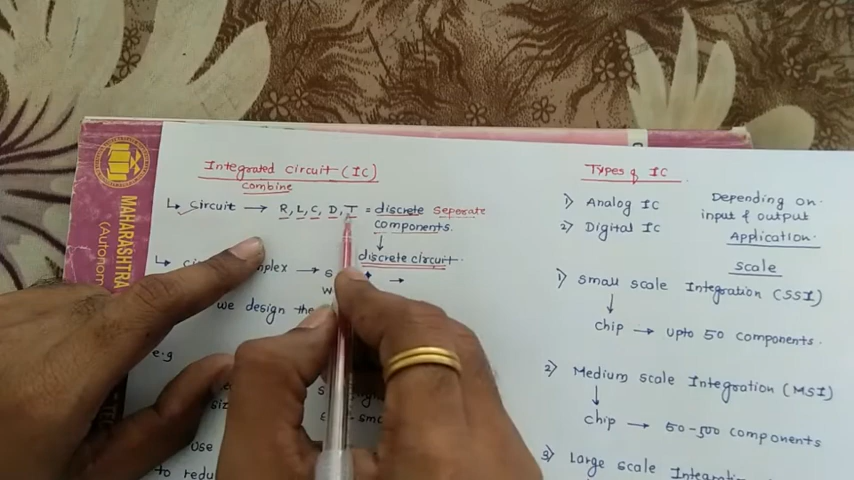 MAHARASHTRA
(Autonom
Integrated circuit (IC)
combine
↳ circuit → R, L, C, D, T = discrete Seperate
components.
↓
discrete circuit.
we design the
e.g
to redu
Types of IC
1) Analog IC
2) Digital IC
Depending on
input & output
Application
scale
1) small scale Integration (SSI)
↓
chip → upto 50 components.
2) Medium scale Integration (MSI)
↓
chip → 50-500 components
3) Large scale